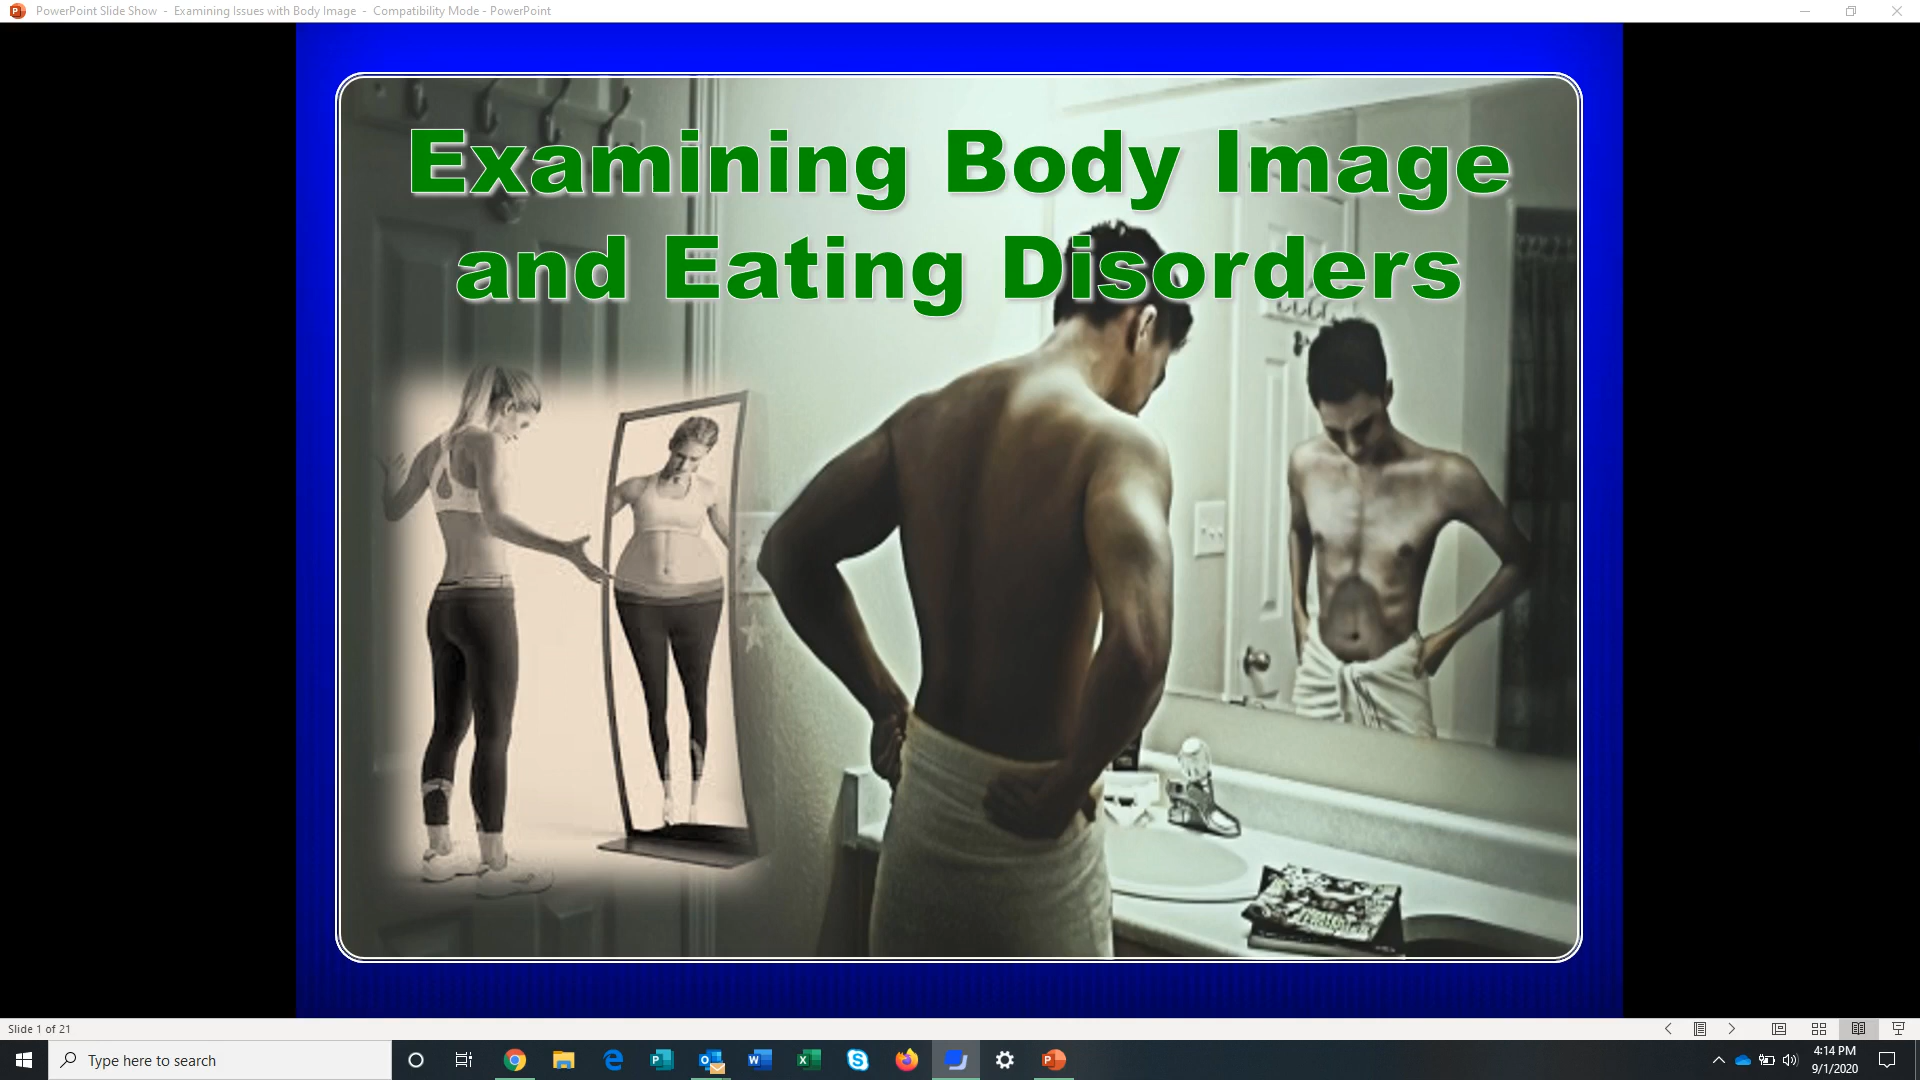 PowerPoint Slide Show - Examining Issues with Body Image - Compatibility Mode - PowerPoint
Examining Body Image
and Eating Disorders
Slide 1 of 21
Type here to search
4:14 PM
9/1/2020